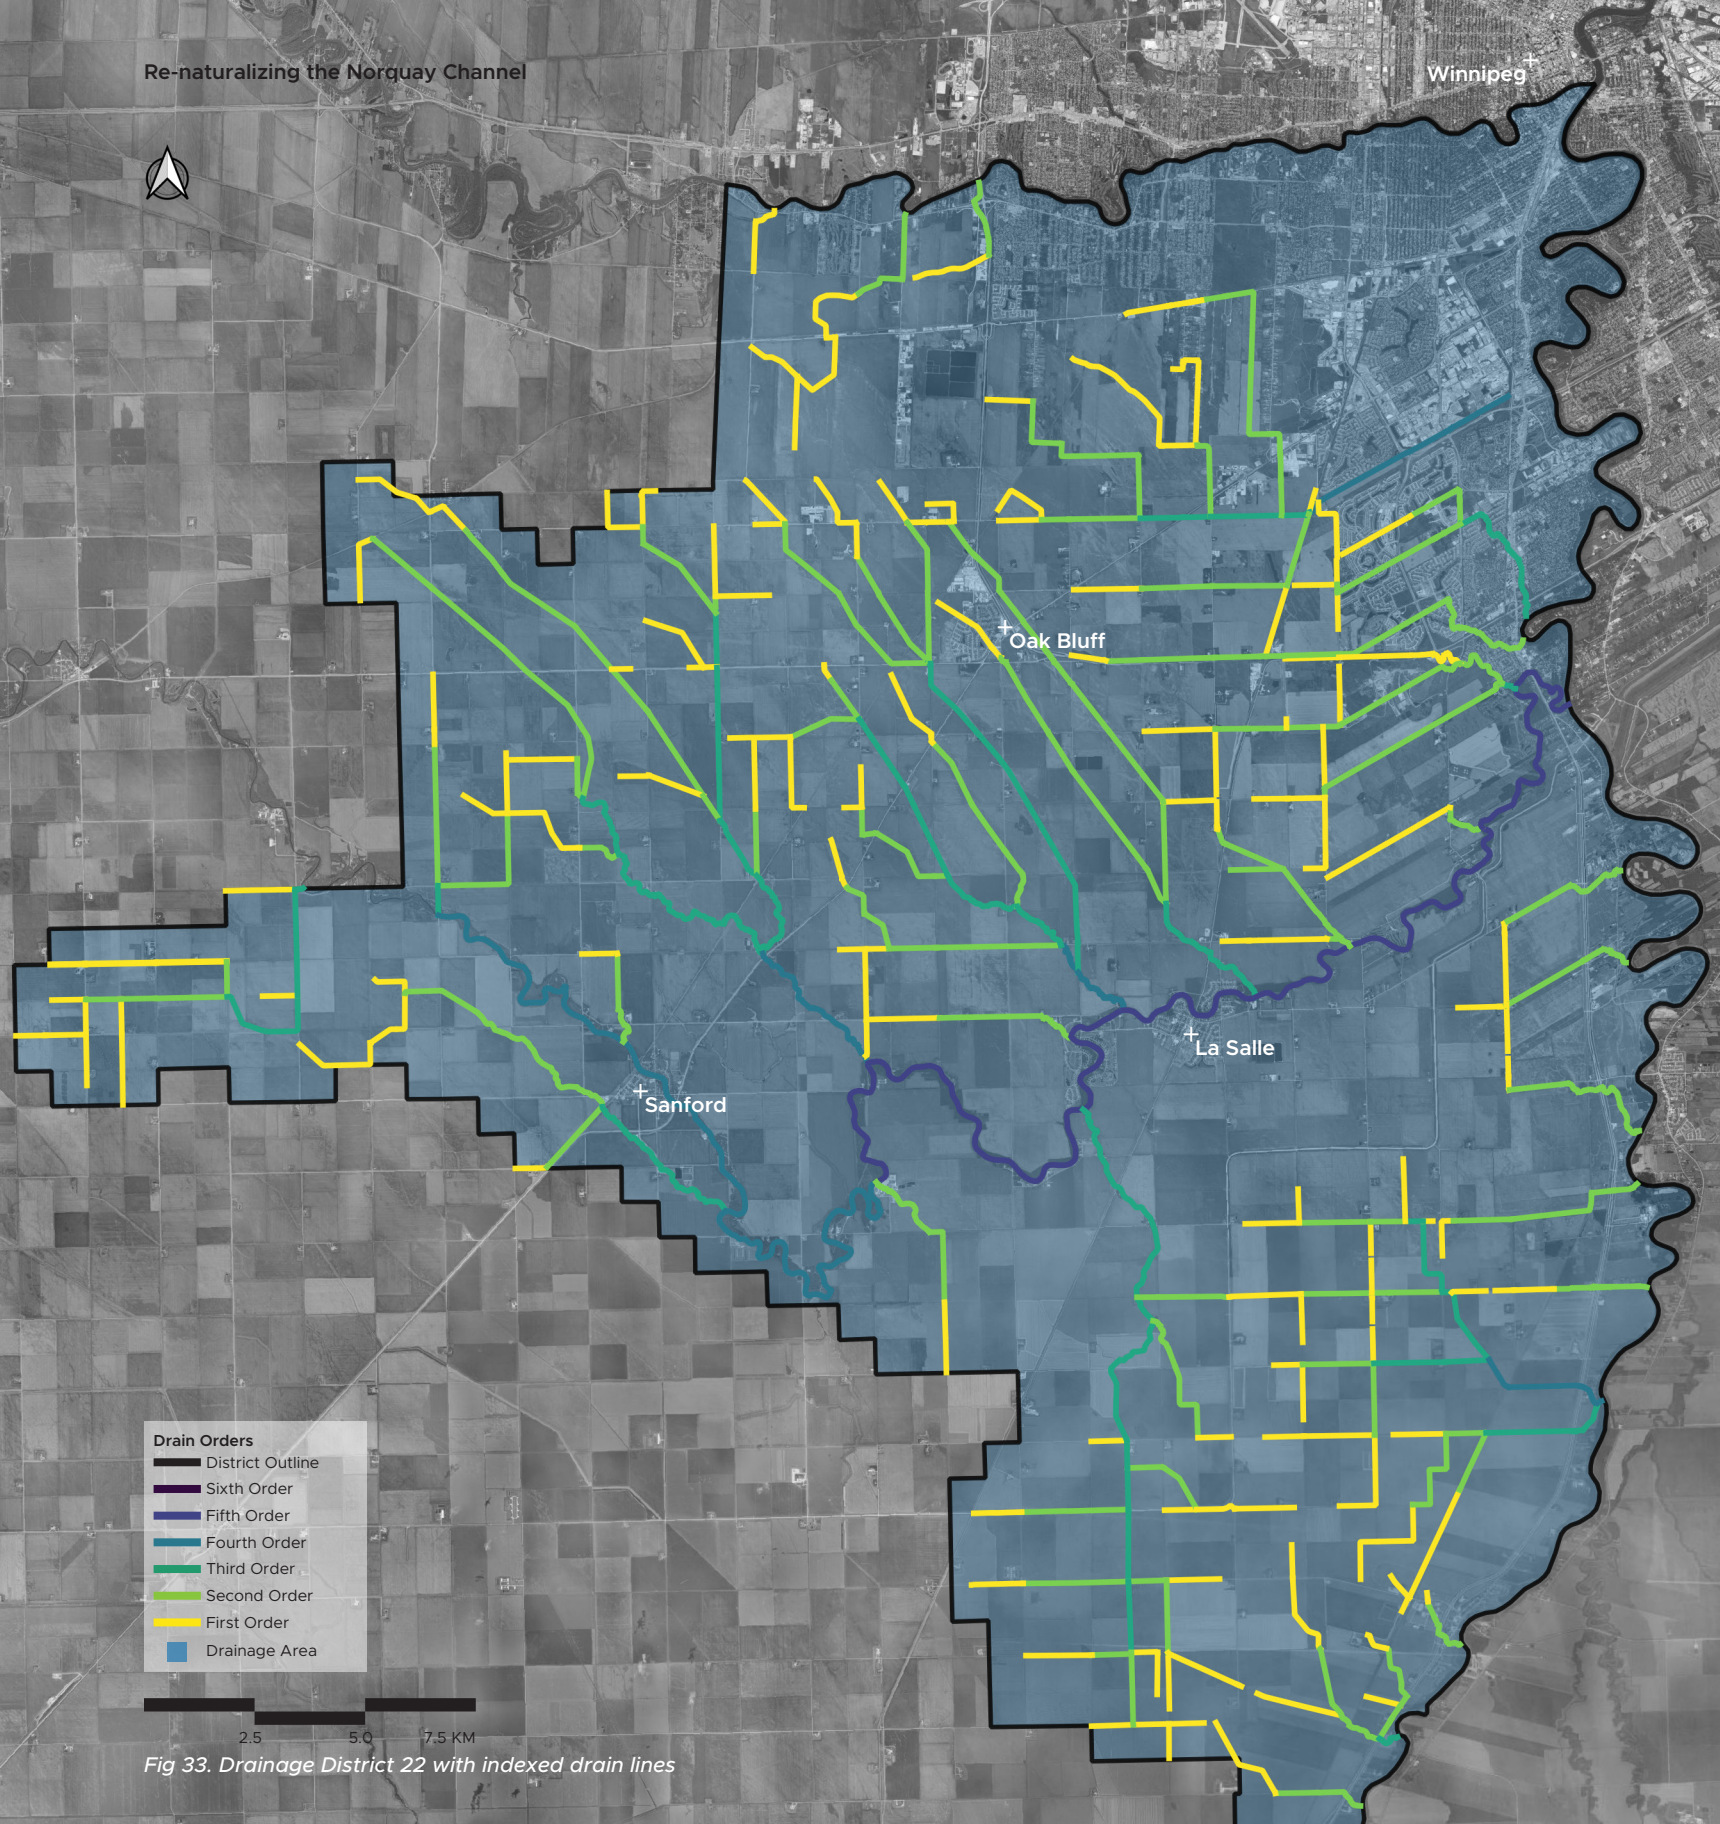 Re-naturalizing the Norquay Channel
Winnipeg
Oak Bluff
La Salle
Sanford
Drain Orders
District Outline
Sixth Order
Fifth Order
Fourth Order
Third Order
Second Order
First Order
Drainage Area
2.5 5.0 7.5 KM
Fig 33. Drainage District 22 with indexed drain lines